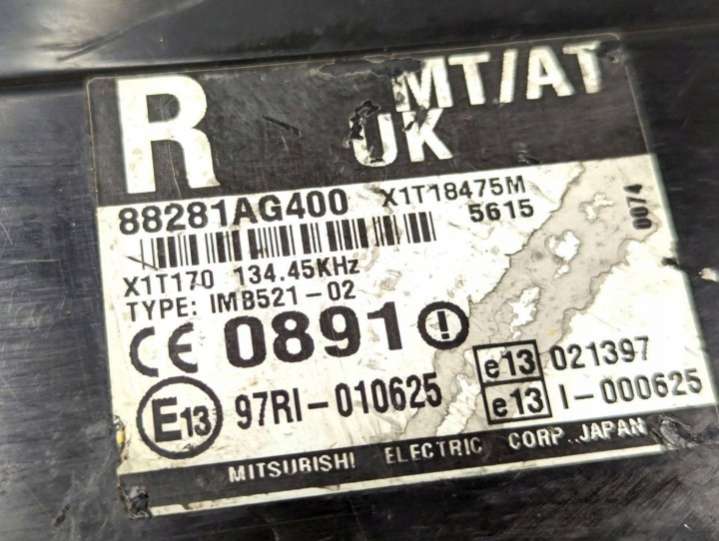 R MT/AT
UK
88281AG400 X1T18475M
5615
0074
X1T170 134.45KHz
TYPE: IMB521-02
CE 0891
E13 97RI-010625
e13 021397
e13 I-000625
MITSUBISHI ELECTRIC CORP. JAPAN